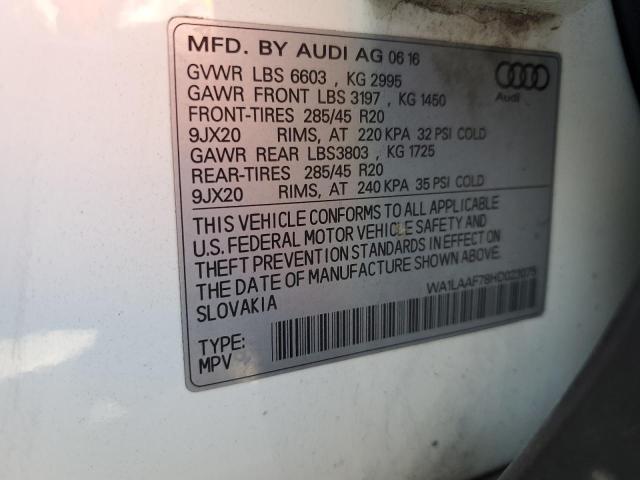 MFD. BY AUDI AG 06 16
GVWR LBS 6603 , KG 2995
GAWR FRONT LBS 3197 , KG 1450
FRONT-TIRES 285/45 R20
9JX20 RIMS, AT 220 KPA 32 PSI COLD
GAWR REAR LBS3803 , KG 1725
REAR-TIRES 285/45 R20
9JX20 RIMS, AT 240 KPA 35 PSI COLD
THIS VEHICLE CONFORMS TO ALL APPLICABLE
U.S. FEDERAL MOTOR VEHICLE SAFETY AND
THEFT PREVENTION STANDARDS IN EFFECT ON
DATE OF MANUFACTURE SHOWN ABOVE.
SLOVAKIA
TYPE:
MPV
Audi
WA1LAAF78HD023075